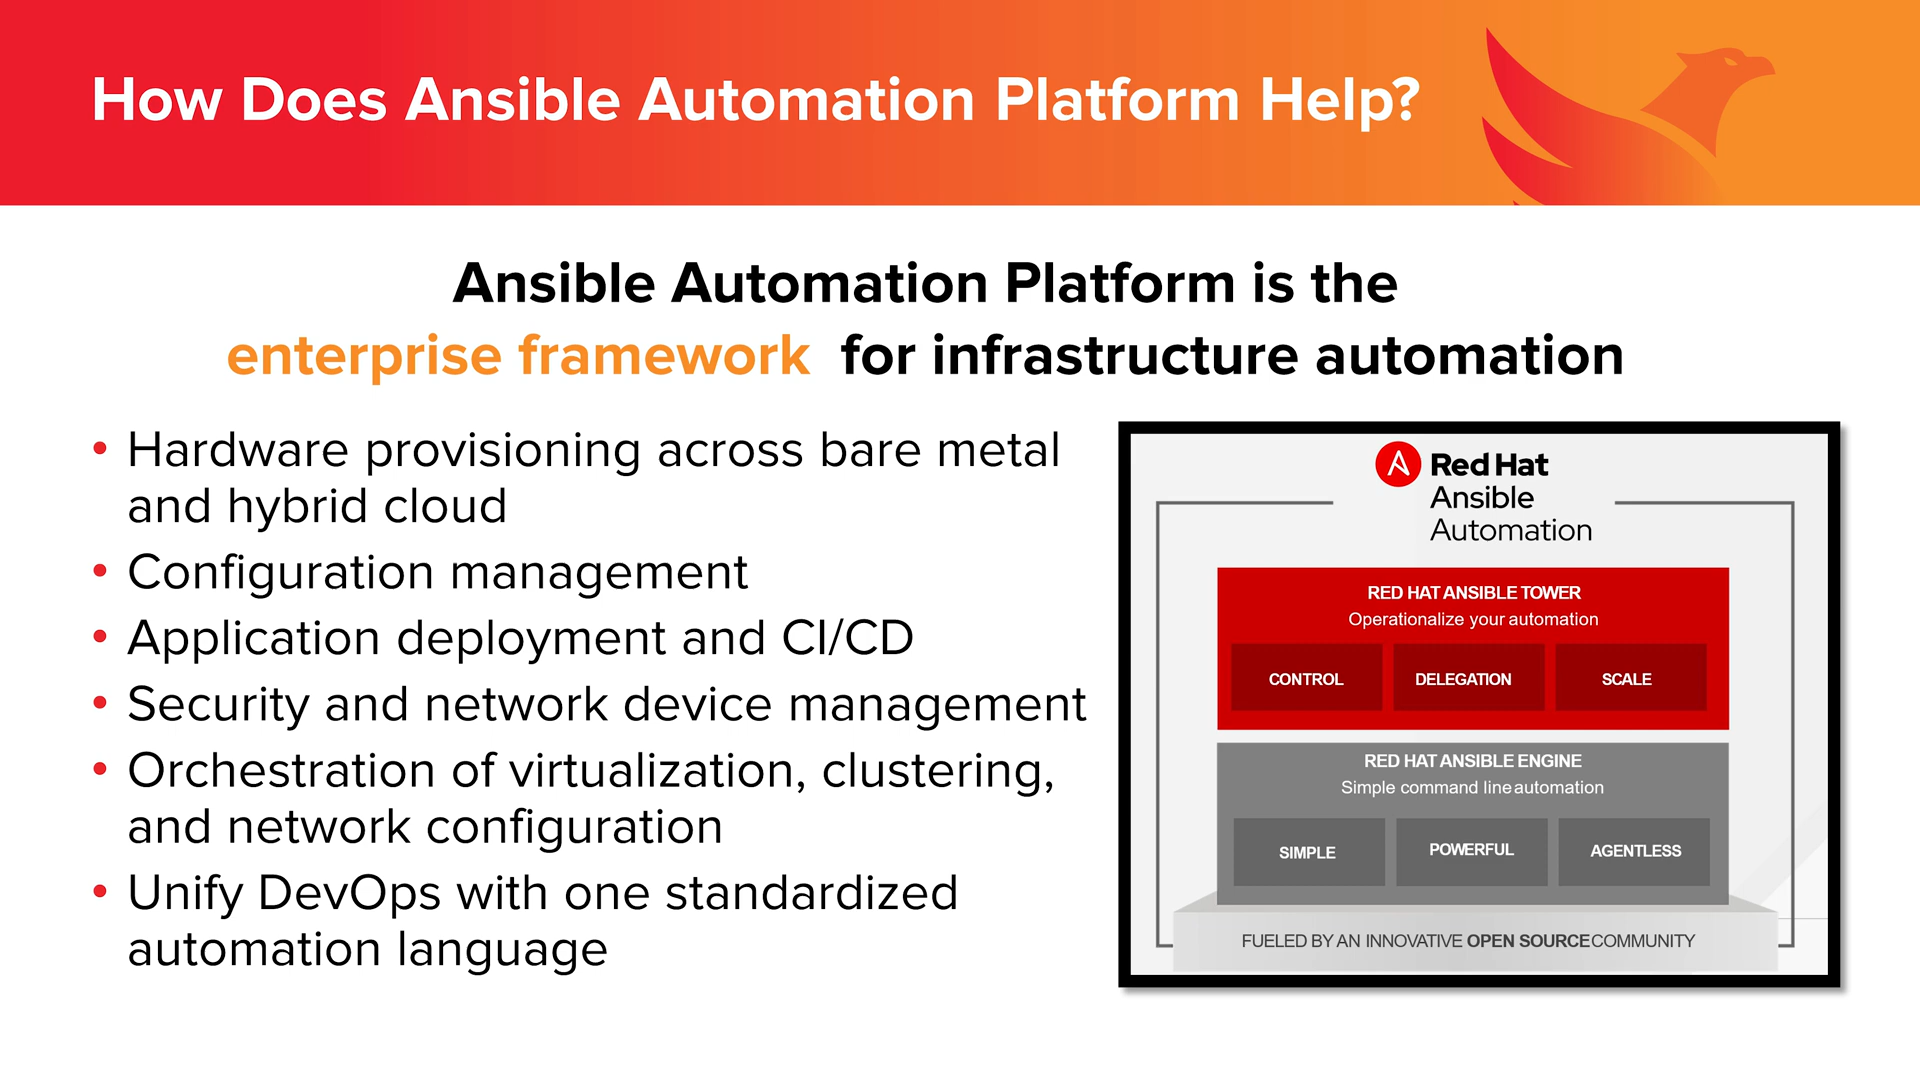 How Does Ansible Automation Platform Help?
Ansible Automation Platform is the
enterprise framework for infrastructure automation
• Hardware provisioning across bare metal
and hybrid cloud
• Configuration management
• Application deployment and CI/CD
• Security and network device management
• Orchestration of virtualization, clustering,
and network configuration
• Unify DevOps with one standardized
automation language
Red Hat
Ansible
Automation
RED HAT ANSIBLE TOWER
Operationalize your automation
CONTROL DELEGATION SCALE
RED HAT ANSIBLE ENGINE
Simple command line automation
SIMPLE POWERFUL AGENTLESS
FUELED BY AN INNOVATIVE OPEN SOURCE COMMUNITY